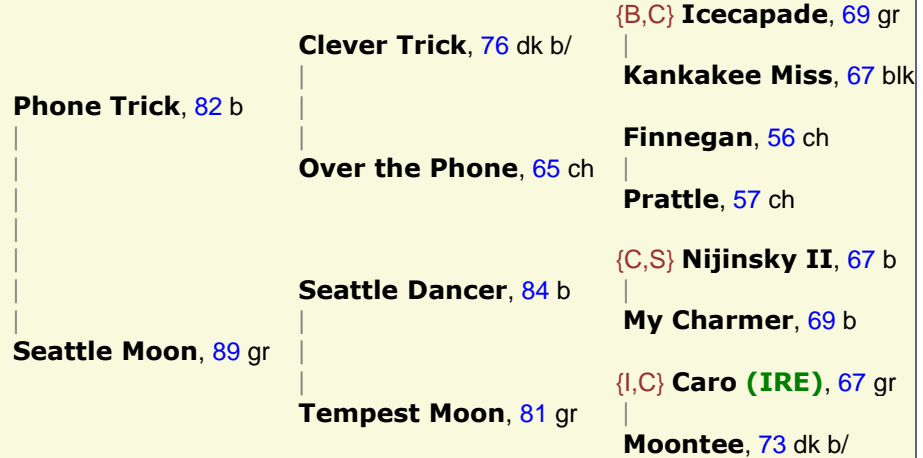 {B,C} Icecapade, 69 gr
Clever Trick, 76 dk b/
Kankakee Miss, 67 blk
Phone Trick, 82 b
Finnegan, 56 ch
Over the Phone, 65 ch
Prattle, 57 ch
{C,S} Nijinsky II, 67 b
Seattle Dancer, 84 b
My Charmer, 69 b
Seattle Moon, 89 gr
{I,C} Caro (IRE), 67 gr
Tempest Moon, 81 gr
Moontee, 73 dk b/